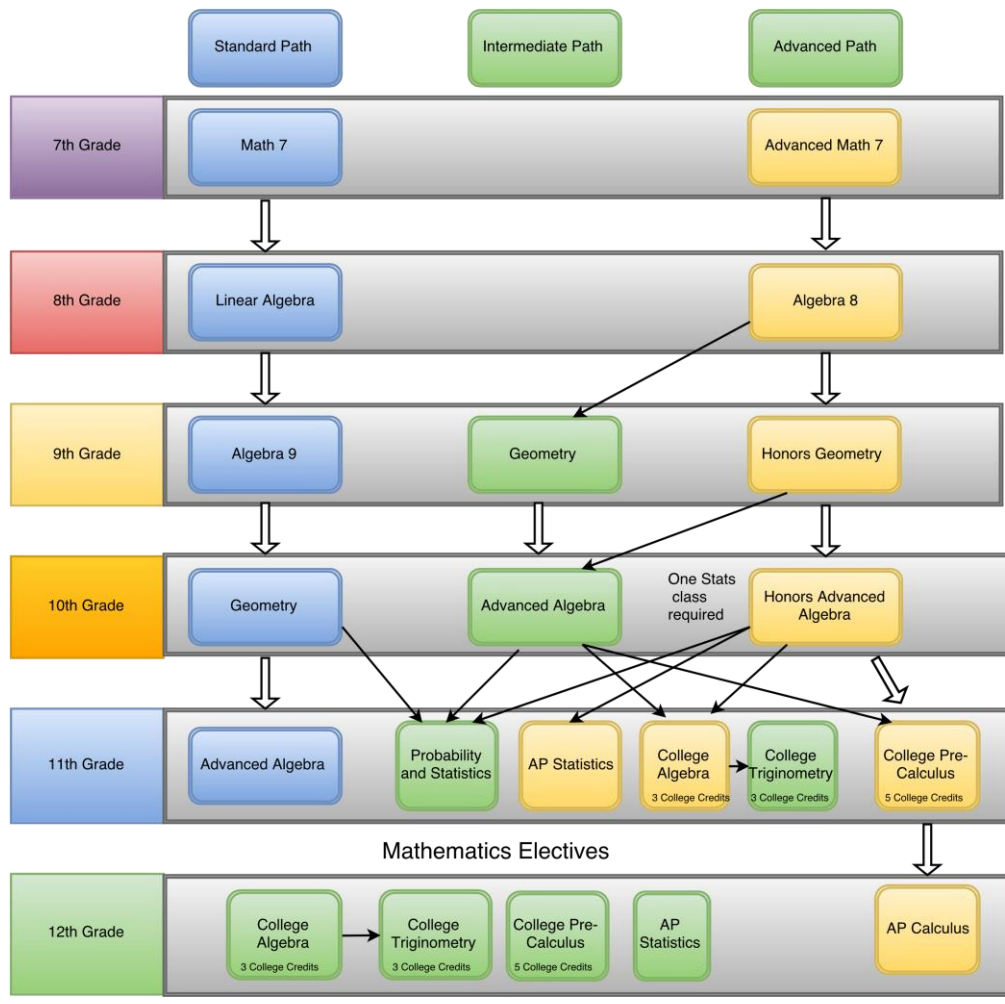 Standard Path
Intermediate Path
Advanced Path
7th Grade
Math 7
Advanced Math 7
8th Grade
Linear Algebra
Algebra 8
9th Grade
Algebra 9
Geometry
Honors Geometry
10th Grade
Geometry
Advanced Algebra
One Stats
class
required
Honors Advanced
Algebra
11th Grade
Advanced Algebra
Probability
and Statistics
AP Statistics
College
Algebra
3 College Credits
College
Triginometry
3 College Credits
College Pre-
Calculus
5 College Credits
Mathematics Electives
12th Grade
College
Algebra
3 College Credits
College
Triginometry
3 College Credits
College Pre-
Calculus
5 College Credits
AP
Statistics
AP Calculus